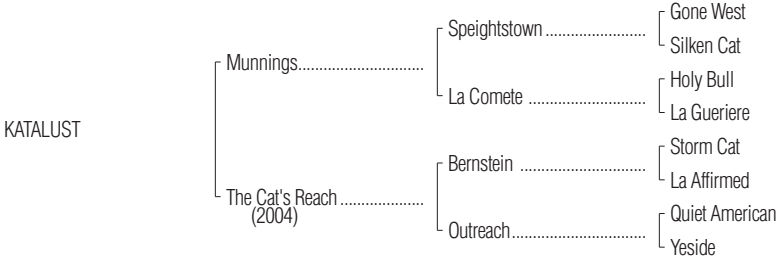 Gone West
Speightstown ..........................
Silken Cat
Munnings..............................
Holy Bull
La Comete ..............................
La Gueriere
KATALUST
Storm Cat
Bernstein ................................
La Affirmed
The Cat's Reach ....................
(2004)
Quiet American
Outreach.................................
Yeside